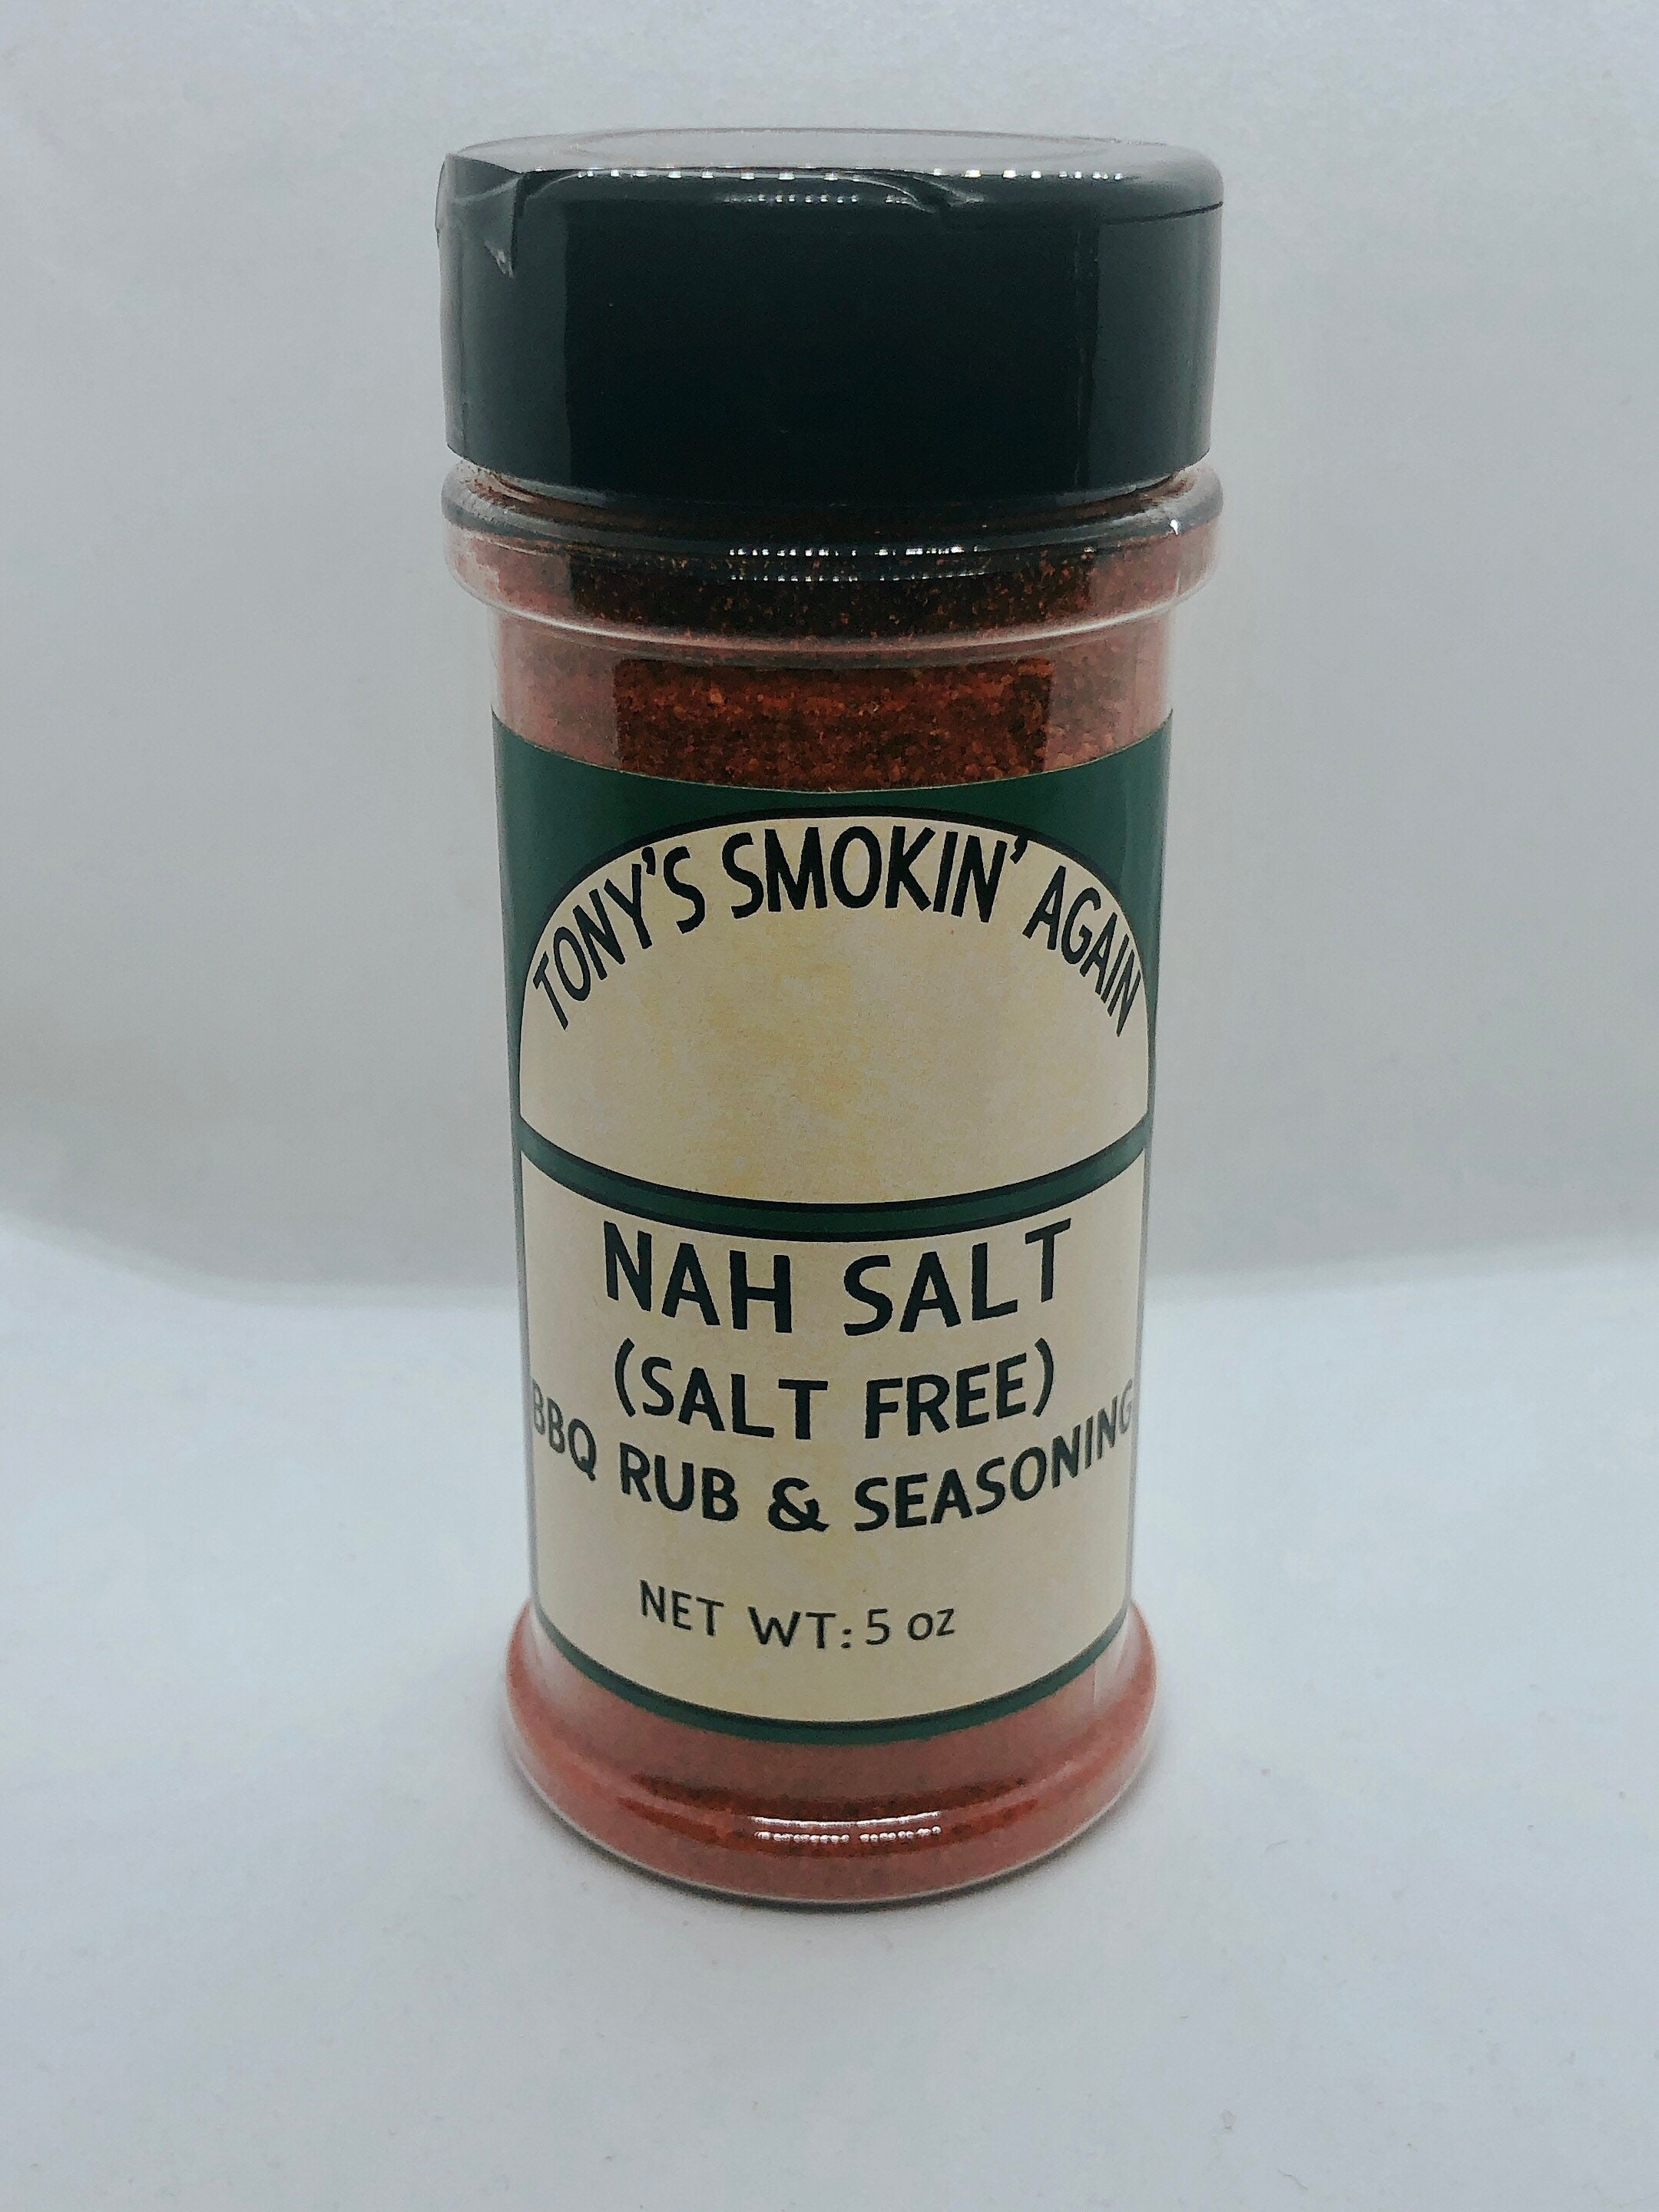 TONY'S SMOKIN' AGAIN
NAH SALT
(SALT FREE)
BBQ RUB & SEASONING
NET WT: 5 oz